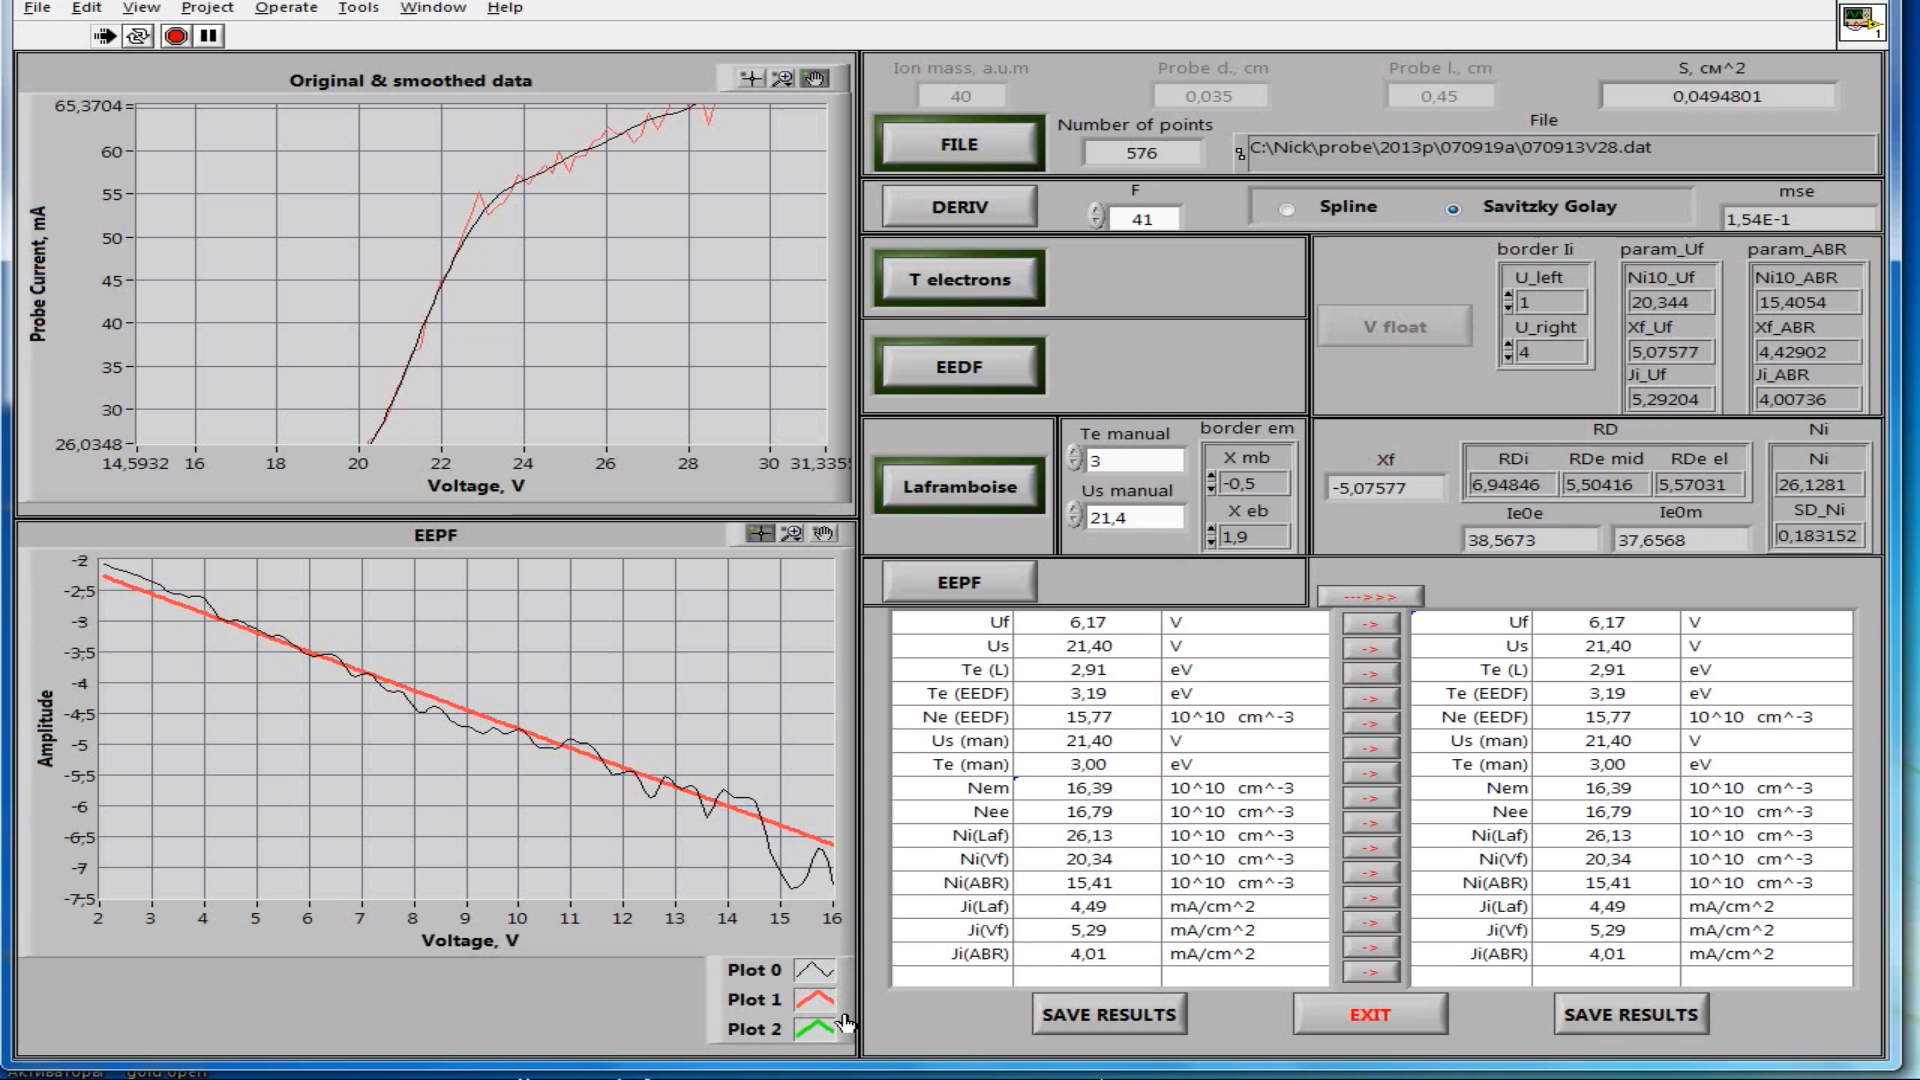 File Edit View Project Operate Tools Window Help
1
Original & smoothed data
65,3704
60
55
50
45
40
35
30
26,0348
14,5932 16 18 20 22 24 26 28 30 31,335
Probe Current, mA
Voltage, V
EEPF
-2
-2,5
-3
-3,5
-4
-4,5
-5
-5,5
-6
-6,5
-7
-7,5
2 3 4 5 6 7 8 9 10 11 12 13 14 15 16
Amplitude
Voltage, V
Plot 0
Plot 1
Plot 2
Ion mass, a.u.m Probe d., cm Probe l., cm S, см^2
40 0,035 0,45 0,0494801
FILE Number of points File
576 C:\Nick\probe\2013p\070919a\070913V28.dat
DERIV F Spline Savitzky Golay mse
41 1,54E-1
T electrons
EEDF
V float
border Ii param_Uf param_ABR
U_left Ni10_Uf Ni10_ABR
1 20,344 15,4054
U_right Xf_Uf Xf_ABR
4 5,07577 4,42902
Ji_Uf Ji_ABR
5,29204 4,00736
Laframboise
Te manual border em
3 X mb
-0,5
Us manual X eb
21,4 1,9
RD Ni
Xf RDi RDe mid RDe el Ni
-5,07577 6,94846 5,50416 5,57031 26,1281
Ie0e Ie0m SD_Ni
38,5673 37,6568 0,183152
EEPF
--->>>
Uf 6,17 V -> Uf 6,17 V
Us 21,40 V -> Us 21,40 V
Te (L) 2,91 eV -> Te (L) 2,91 eV
Te (EEDF) 3,19 eV -> Te (EEDF) 3,19 eV
Ne (EEDF) 15,77 10^10 cm^-3 -> Ne (EEDF) 15,77 10^10 cm^-3
Us (man) 21,40 V -> Us (man) 21,40 V
Te (man) 3,00 eV -> Te (man) 3,00 eV
Nem 16,39 10^10 cm^-3 -> Nem 16,39 10^10 cm^-3
Nee 16,79 10^10 cm^-3 -> Nee 16,79 10^10 cm^-3
Ni(Laf) 26,13 10^10 cm^-3 -> Ni(Laf) 26,13 10^10 cm^-3
Ni(Vf) 20,34 10^10 cm^-3 -> Ni(Vf) 20,34 10^10 cm^-3
Ni(ABR) 15,41 10^10 cm^-3 -> Ni(ABR) 15,41 10^10 cm^-3
Ji(Laf) 4,49 mA/cm^2 -> Ji(Laf) 4,49 mA/cm^2
Ji(Vf) 5,29 mA/cm^2 -> Ji(Vf) 5,29 mA/cm^2
Ji(ABR) 4,01 mA/cm^2 -> Ji(ABR) 4,01 mA/cm^2
SAVE RESULTS EXIT SAVE RESULTS
Активаторы gold open